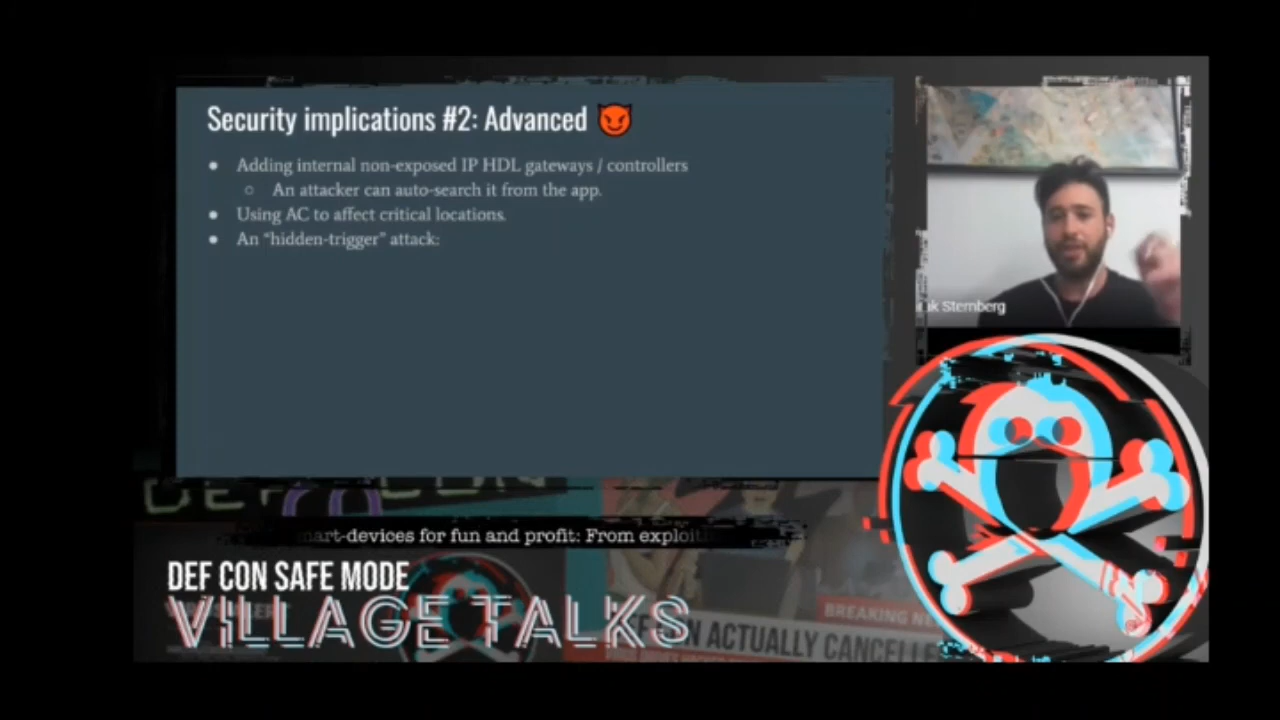 Security implications #2: Advanced
● Adding internal non-exposed IP HDL gateways / controllers
○ An attacker can auto-search it from the app.
● Using AC to affect critical locations.
● An “hidden-trigger” attack:
Sternberg
mart-devices for fun and profit: From exploit
DEF CON SAFE MODE
VILLAGE TALKS
BREAKING
ACTUALLY